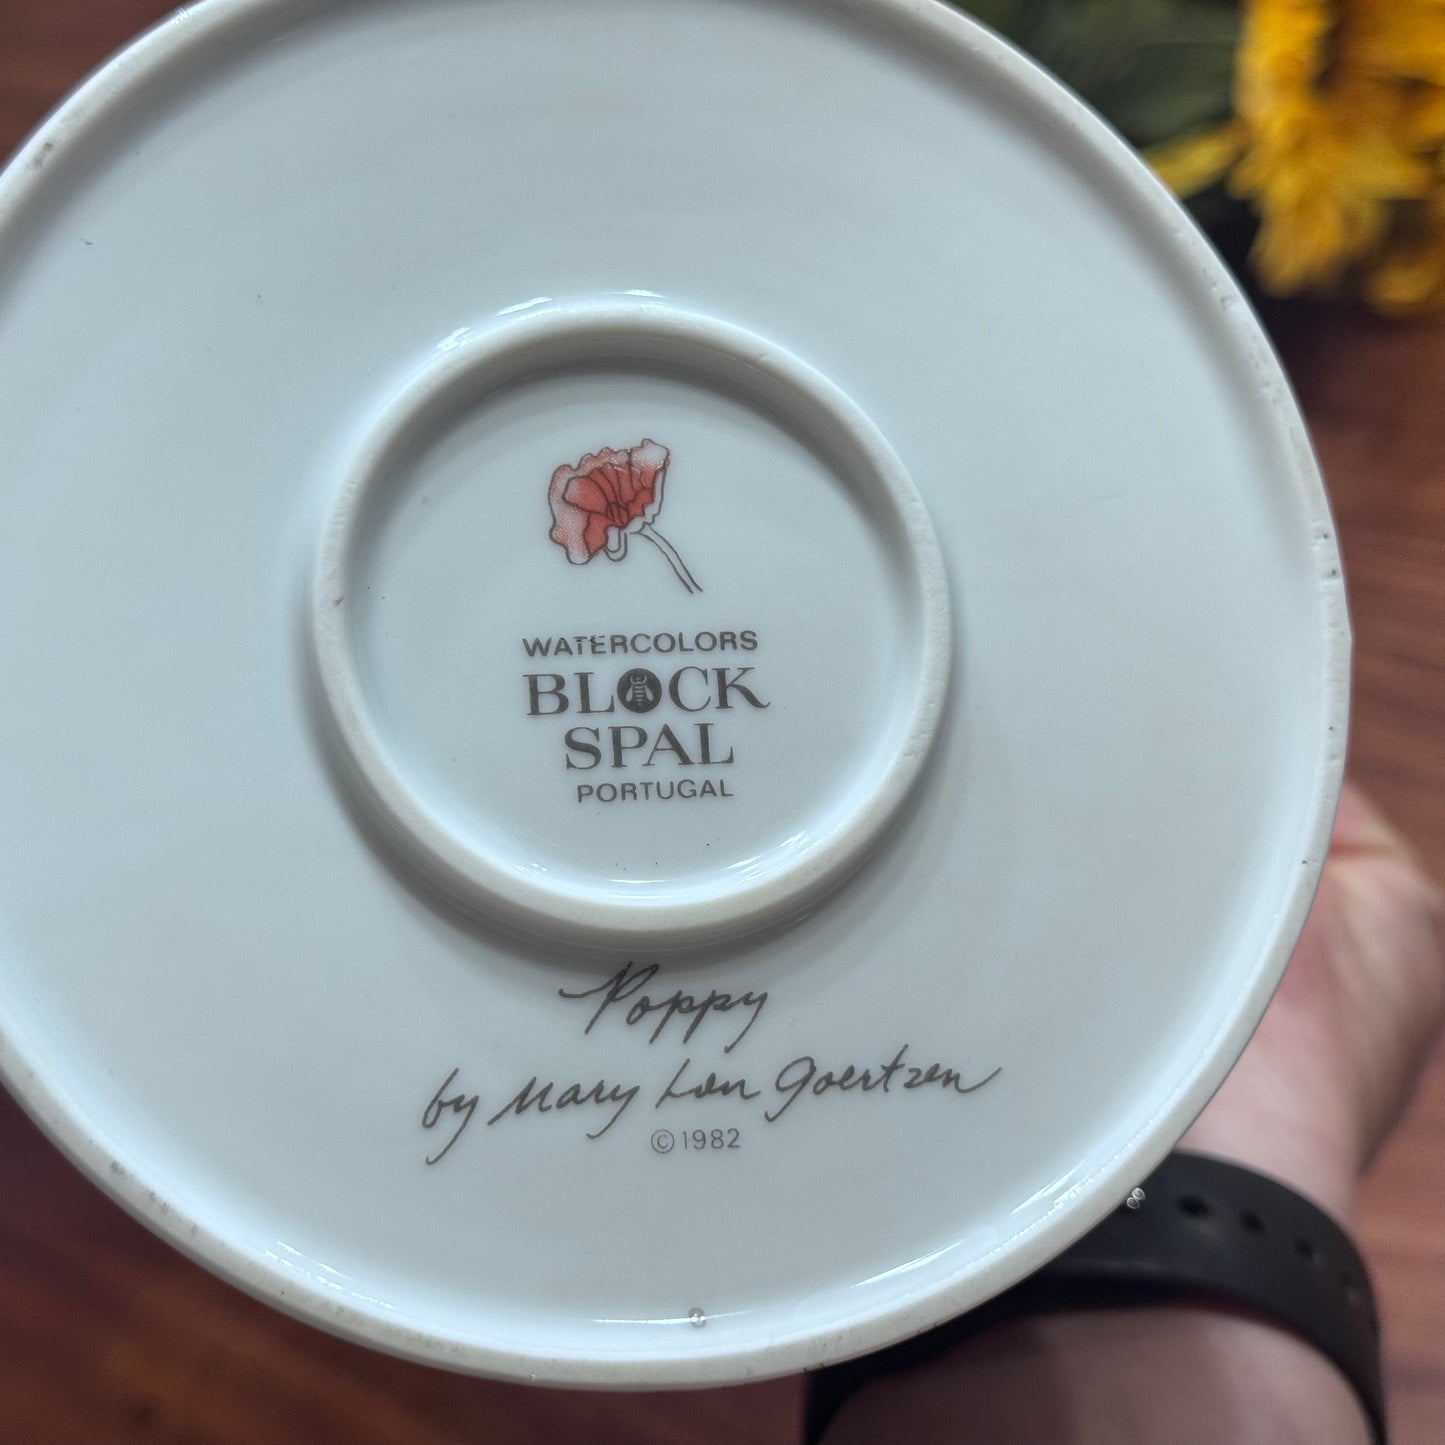 WATERCOLORS
BLOCK
SPAL
PORTUGAL
Poppy
by Mary Lou Goertzen
©1982